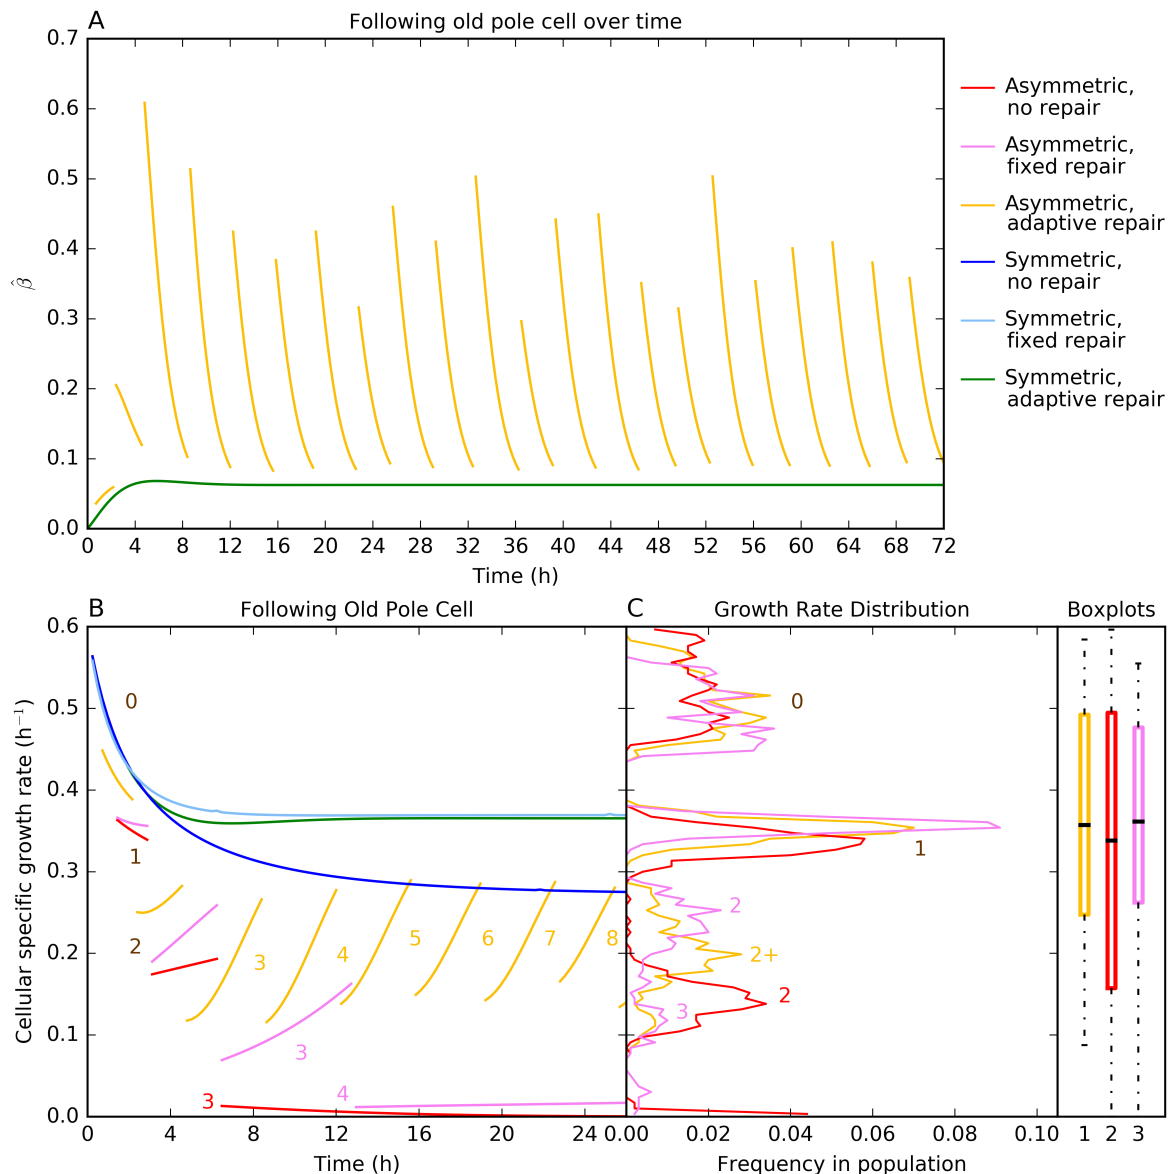 A
Following old pole cell over time
0.7
0.6
0.5
0.4
0.3
0.2
0.1
0.0
β̂
0 4 8 12 16 20 24 28 32 36 40 44 48 52 56 60 64 68 72
Time (h)
Asymmetric,
no repair
Asymmetric,
fixed repair
Asymmetric,
adaptive repair
Symmetric,
no repair
Symmetric,
fixed repair
Symmetric,
adaptive repair
B
Following Old Pole Cell
0.6
0.5
0.4
0.3
0.2
0.1
0.0
Cellular specific growth rate (h⁻¹)
0
1
2
3
4
5
6
7
8
3
4
3
0 4 8 12 16 20 24
Time (h)
C
Growth Rate Distribution
0
1
2
2+
2
3
0.00 0.02 0.04 0.06 0.08 0.10
Frequency in population
Boxplots
1 2 3